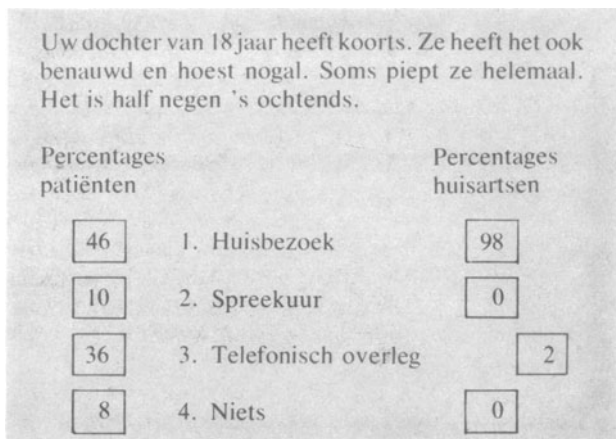 Uw dochter van 18 jaar heeft koorts. Ze heeft het ook
benauwd en hoest nogal. Soms piept ze helemaal.
Het is half negen 's ochtends.
Percentages Percentages
patiënten huisartsen
46 1. Huisbezoek 98
10 2. Spreekuur 0
36 3. Telefonisch overleg 2
8 4. Niets 0